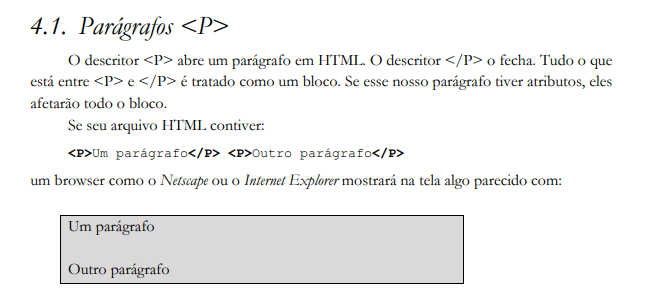 4.1. Parágrafos <P>
O descritor <P> abre um parágrafo em HTML. O descritor </P> o fecha. Tudo o que
está entre <P> e </P> é tratado como um bloco. Se esse nosso parágrafo tiver atributos, eles
afetarão todo o bloco.
Se seu arquivo HTML contiver:
<P>Um parágrafo</P> <P>Outro parágrafo</P>
um browser como o Netscape ou o Internet Explorer mostrará na tela algo parecido com:
Um parágrafo
Outro parágrafo